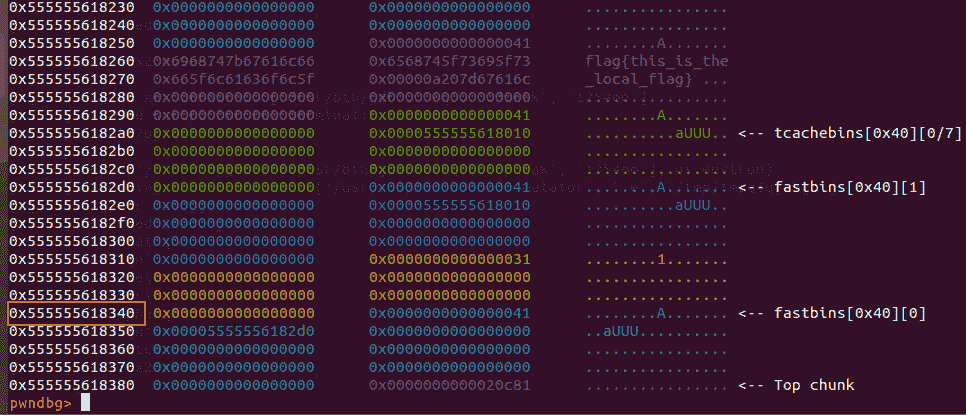 0x555555618230 0x0000000000000000 0x0000000000000000 ................
0x555555618240 0x0000000000000000 0x0000000000000000 ................
0x555555618250 0x0000000000000000 0x0000000000000041 ........A.......
0x555555618260 0x6968747b67616c66 0x6568745f73695f73 flag{this_is_the
0x555555618270 0x665f6c61636f6c5f 0x00000a207d67616c _local_flag} ...
0x555555618280 0x0000000000000000 0x0000000000000000 ................
0x555555618290 0x0000000000000000 0x0000000000000041 ........A.......
0x5555556182a0 0x0000000000000000 0x0000555555618010 ..........aUUU.. <-- tcachebins[0x40][0/7]
0x5555556182b0 0x0000000000000000 0x0000000000000000 ................
0x5555556182c0 0x0000000000000000 0x0000000000000000 ................
0x5555556182d0 0x0000000000000000 0x0000000000000041 ........A....... <-- fastbins[0x40][1]
0x5555556182e0 0x0000000000000000 0x0000555555618010 ..........aUUU..
0x5555556182f0 0x0000000000000000 0x0000000000000000 ................
0x555555618300 0x0000000000000000 0x0000000000000000 ................
0x555555618310 0x0000000000000000 0x0000000000000031 ........1.......
0x555555618320 0x0000000000000000 0x0000000000000000 ................
0x555555618330 0x0000000000000000 0x0000000000000000 ................
0x555555618340 0x0000000000000000 0x0000000000000041 ........A....... <-- fastbins[0x40][0]
0x555555618350 0x00005555556182d0 0x0000000000000000 ..aUUU..........
0x555555618360 0x0000000000000000 0x0000000000000000 ................
0x555555618370 0x0000000000000000 0x0000000000000000 ................
0x555555618380 0x0000000000000000 0x0000000000020c81 ................ <-- Top chunk
pwndbg>